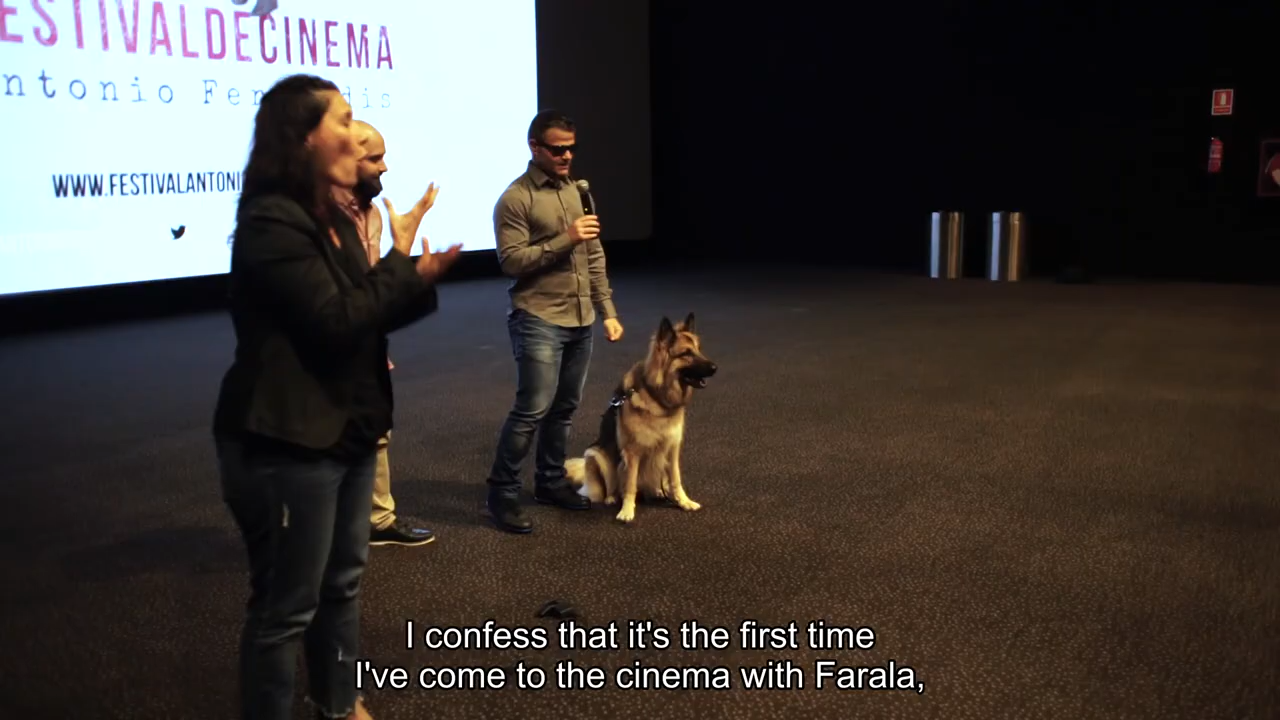 ESTIVALDECINEMA
ntonio Fe
WWW.FESTIVALANTONI
I confess that it's the first time
I've come to the cinema with Farala,